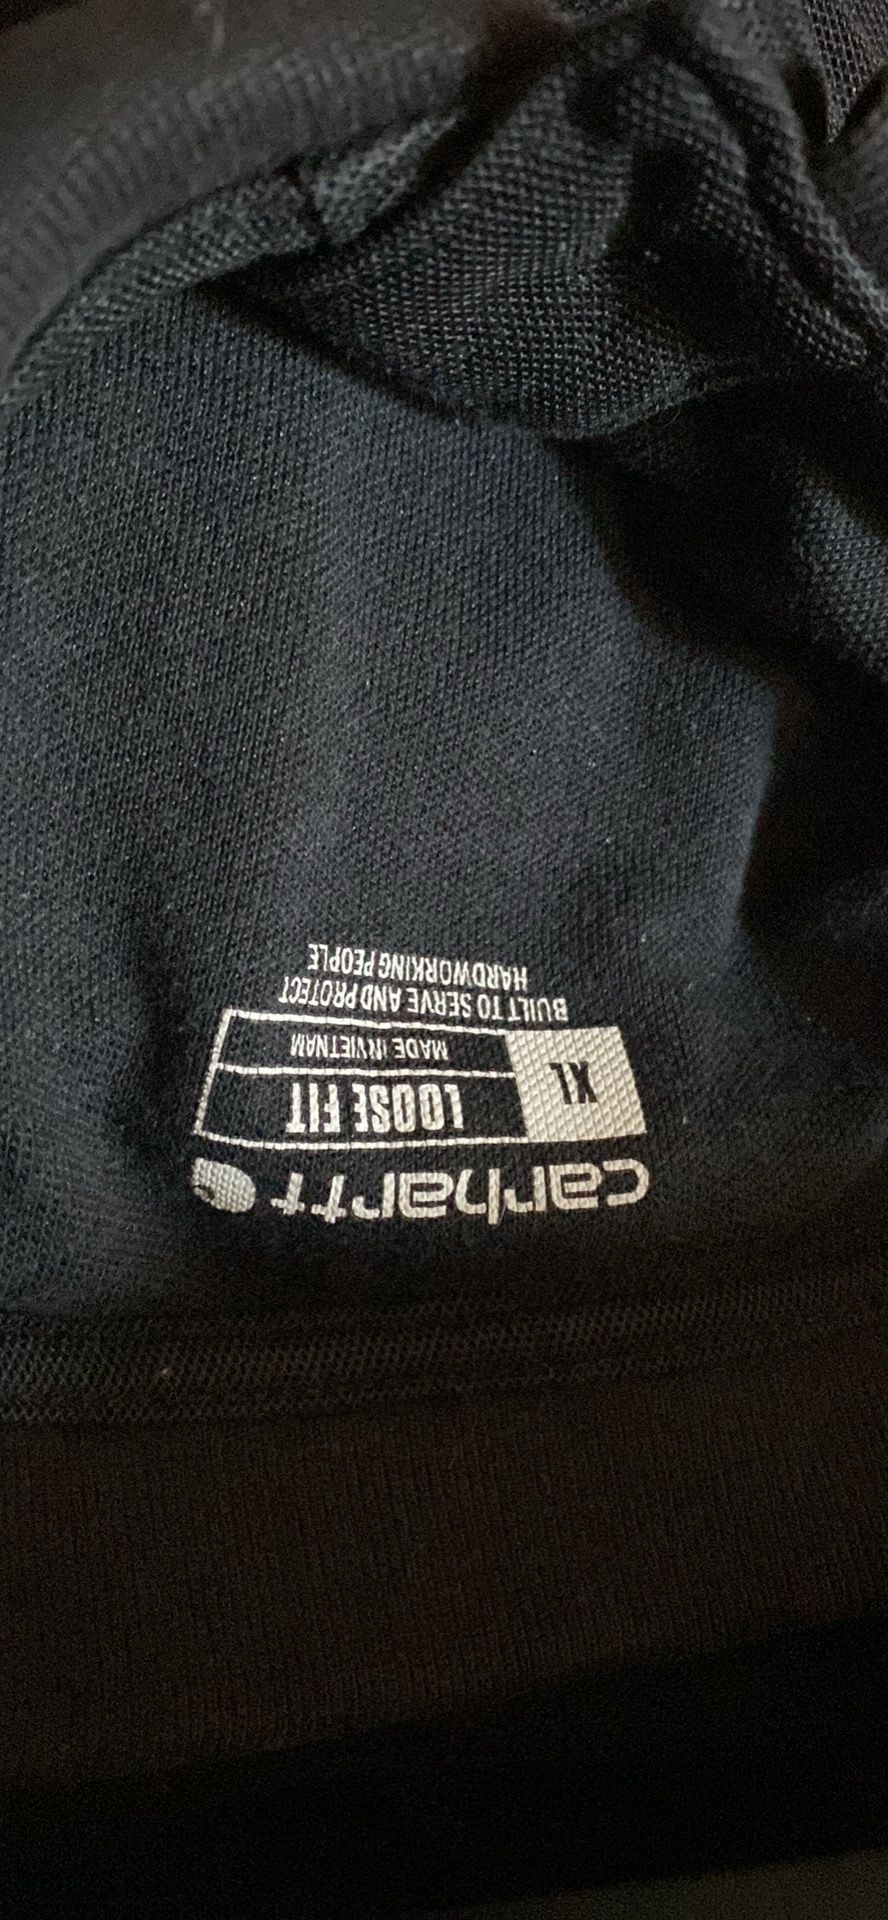 carhartt
XL LOOSE FIT
MADE IN VIETNAM
BUILT TO SERVE AND PROTECT
HARDWORKING PEOPLE